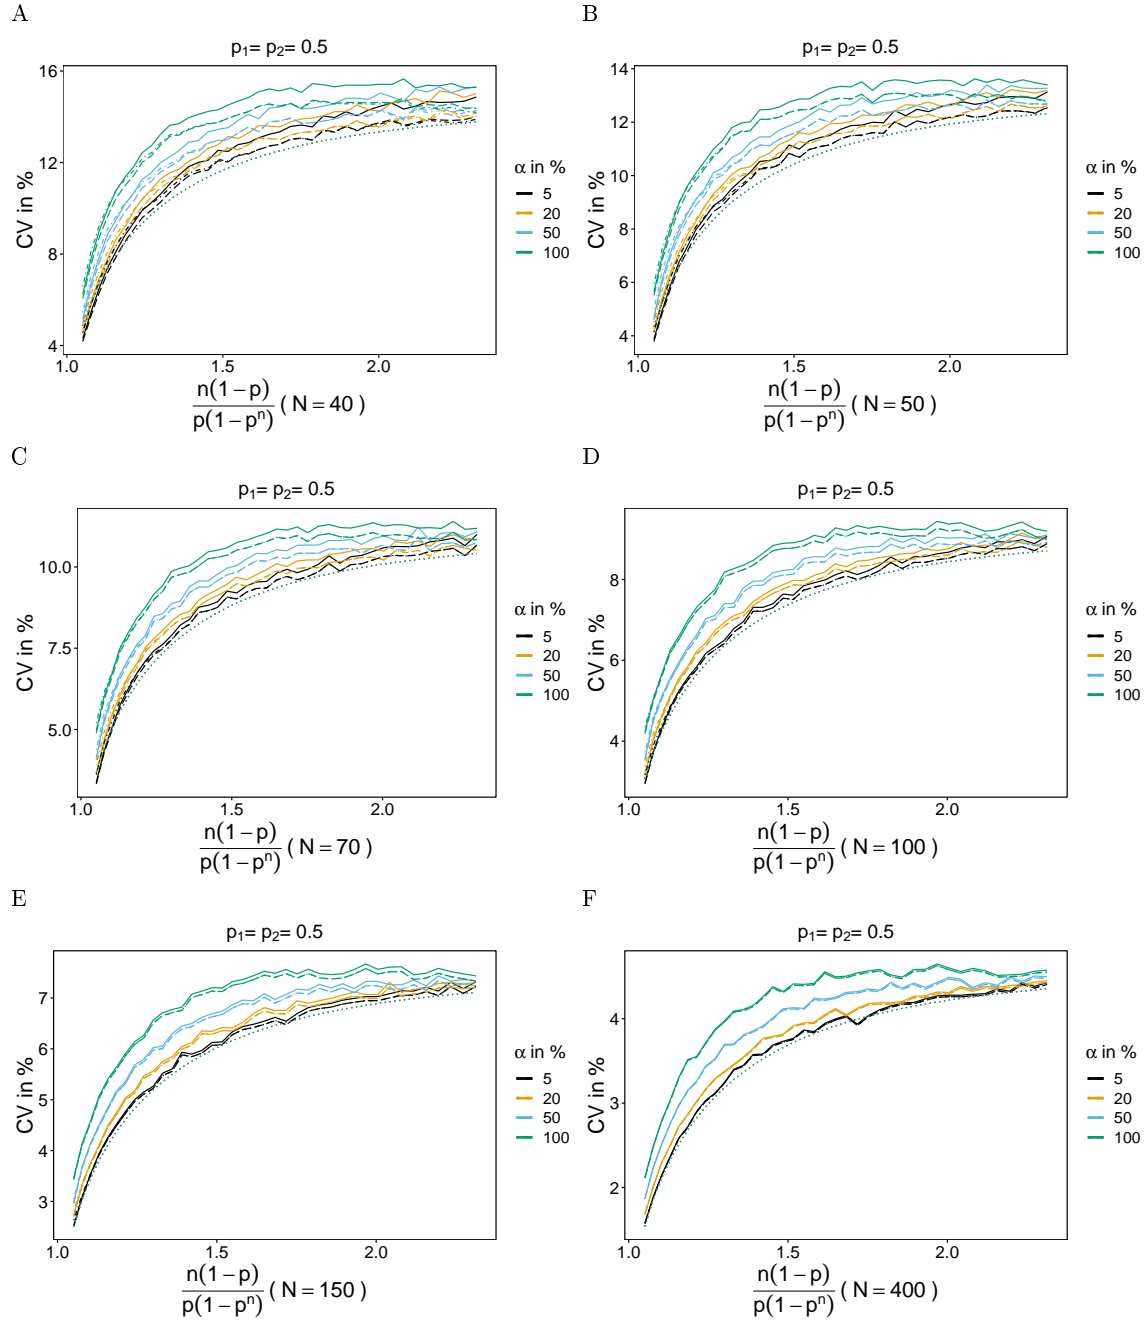 A
p₁= p₂= 0.5
CV in %
16
12
8
4
1.0 1.5 2.0
n(1−p)
p(1−pⁿ)
( N = 40 )
α in %
5
20
50
100
B
p₁= p₂= 0.5
CV in %
14
12
10
8
6
4
1.0 1.5 2.0
n(1−p)
p(1−pⁿ)
( N = 50 )
α in %
5
20
50
100
C
p₁= p₂= 0.5
CV in %
10.0
7.5
5.0
1.0 1.5 2.0
n(1−p)
p(1−pⁿ)
( N = 70 )
α in %
5
20
50
100
D
p₁= p₂= 0.5
CV in %
8
6
4
1.0 1.5 2.0
n(1−p)
p(1−pⁿ)
( N = 100 )
α in %
5
20
50
100
E
p₁= p₂= 0.5
CV in %
7
6
5
4
3
1.0 1.5 2.0
n(1−p)
p(1−pⁿ)
( N = 150 )
α in %
5
20
50
100
F
p₁= p₂= 0.5
CV in %
4
3
2
1.0 1.5 2.0
n(1−p)
p(1−pⁿ)
( N = 400 )
α in %
5
20
50
100